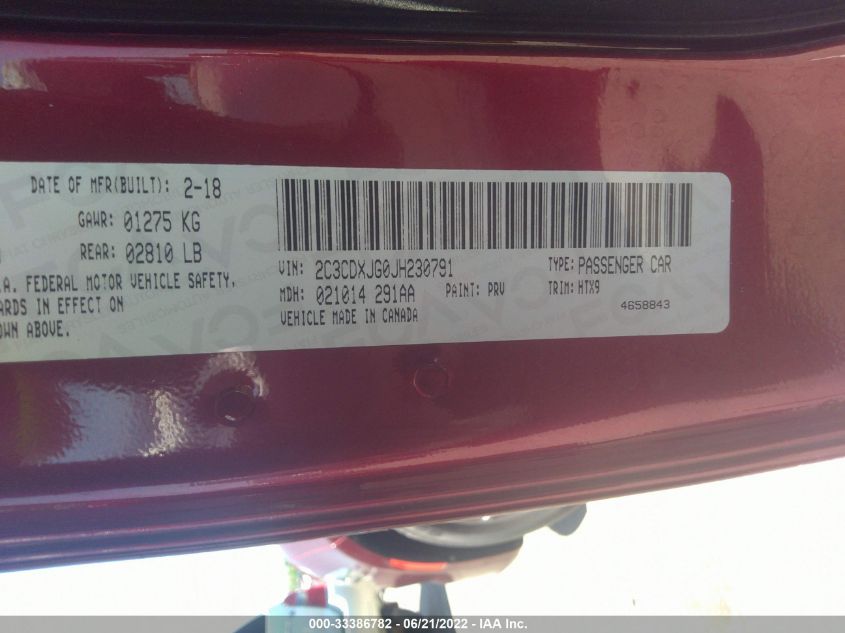 DATE OF MFR(BUILT): 2-18
GAWR: 01275 KG
REAR: 02810 LB
A. FEDERAL MOTOR VEHICLE SAFETY,
ARDS IN EFFECT ON
OWN ABOVE.
VIN: 2C3CDXJG0JH230791
TYPE: PASSENGER CAR
MDH: 021014 291AA
PAINT: PRV
TRIM: HTX9
VEHICLE MADE IN CANADA
4658843
000-33386782 - 06/21/2022 - IAA Inc.